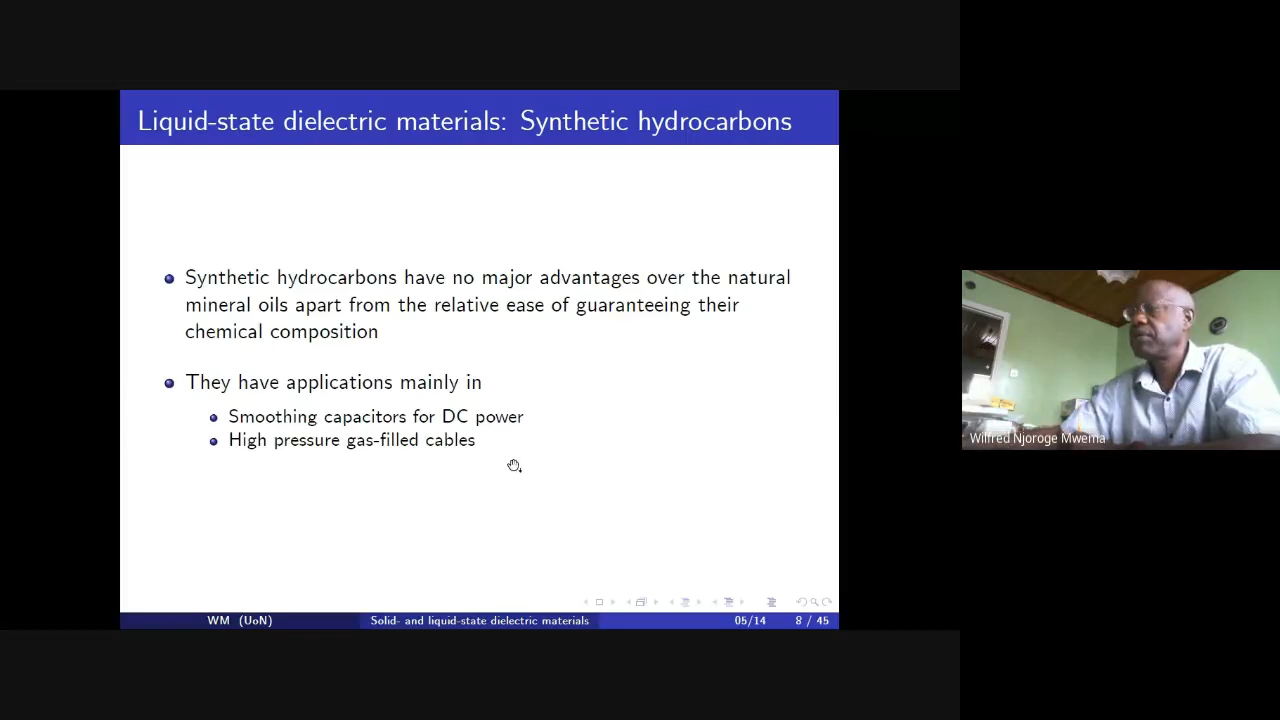 Liquid-state dielectric materials: Synthetic hydrocarbons
Synthetic hydrocarbons have no major advantages over the natural
mineral oils apart from the relative ease of guaranteeing their
chemical composition
They have applications mainly in
Smoothing capacitors for DC power
High pressure gas-filled cables
Wilfred Njoroge Mwema
WM (UoN)
Solid- and liquid-state dielectric materials
05/14
8 / 45